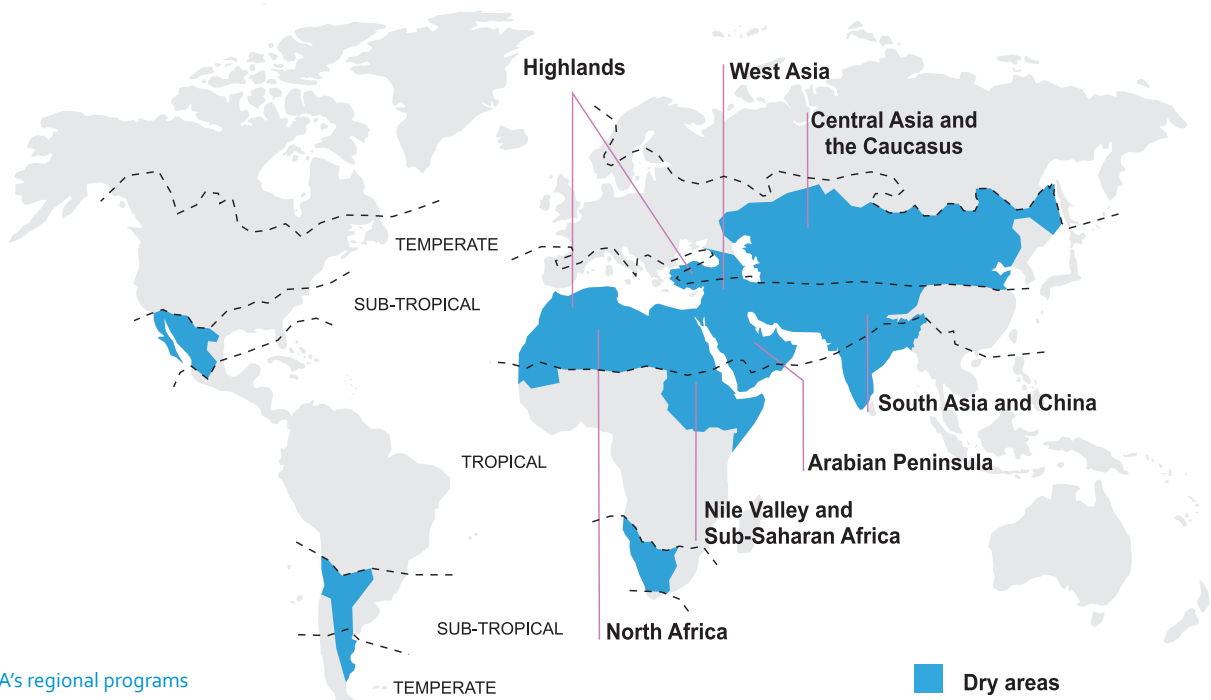 Highlands
West Asia
Central Asia and
the Caucasus
TEMPERATE
SUB-TROPICAL
South Asia and China
TROPICAL
Arabian Peninsula
Nile Valley and
Sub-Saharan Africa
SUB-TROPICAL
North Africa
A's regional programs
TEMPERATE
Dry areas